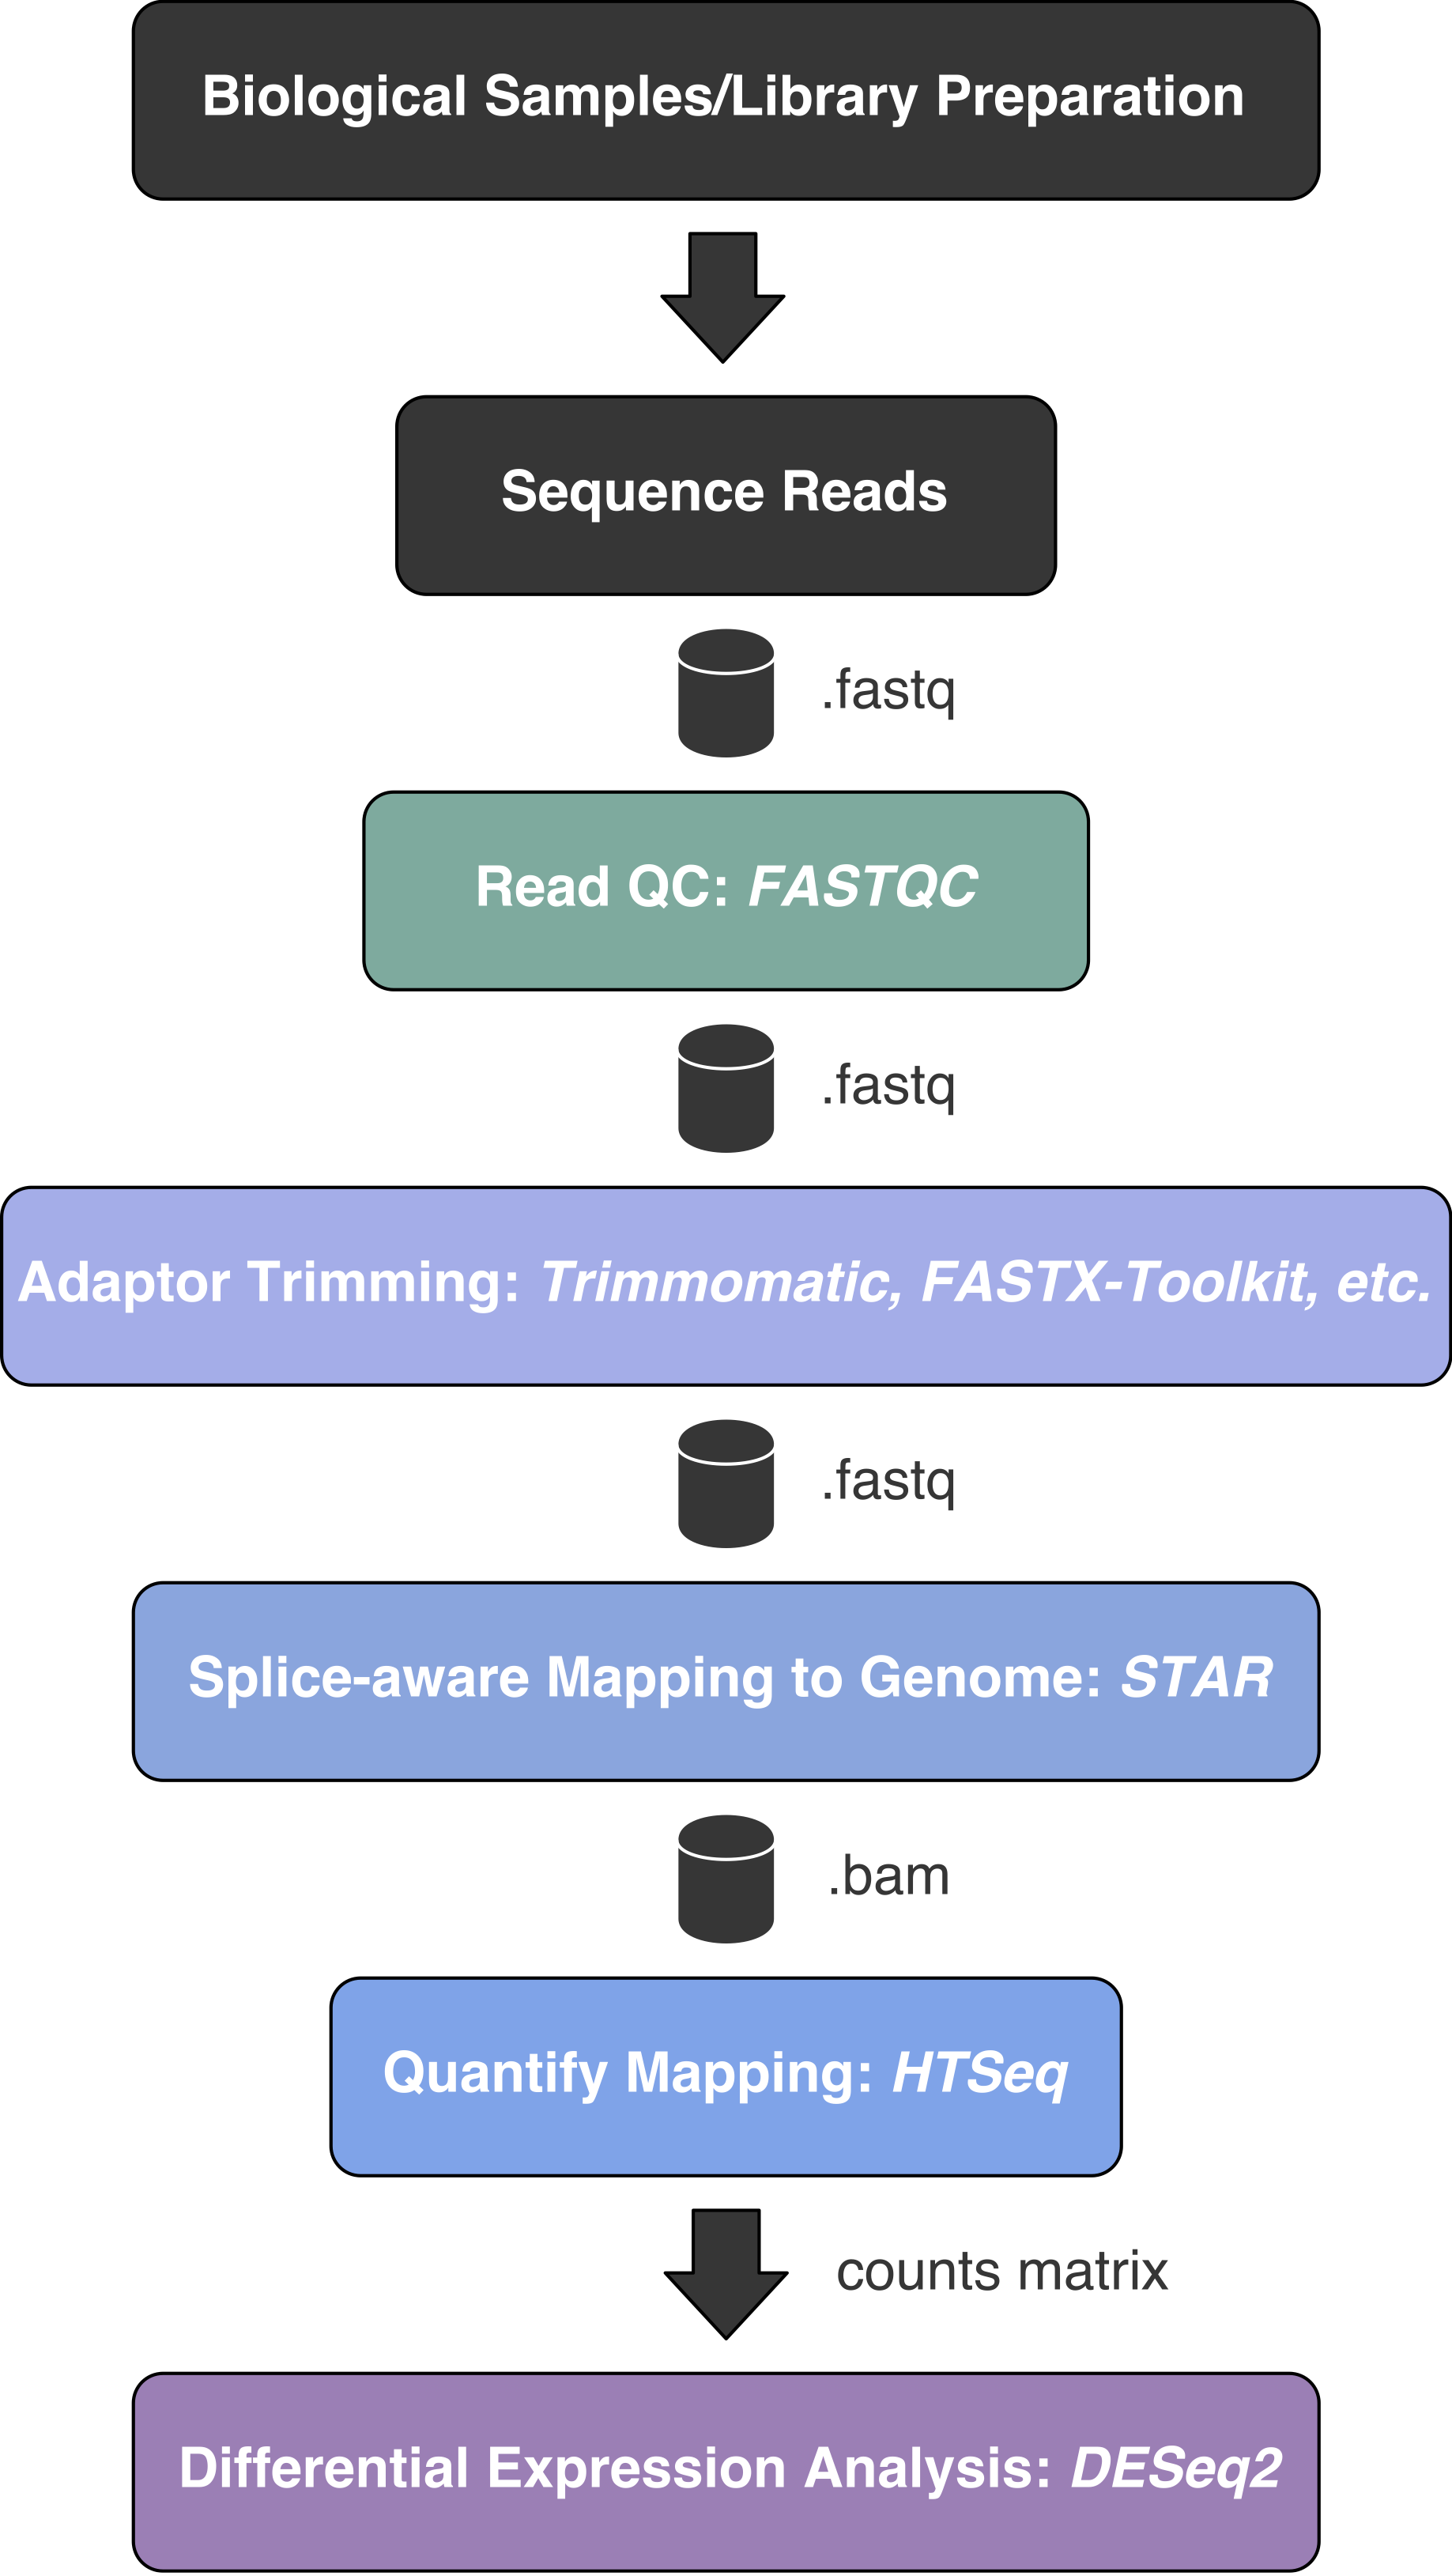 Biological Samples/Library Preparation
Sequence Reads
.fastq
Read QC: FASTQC
.fastq
Adaptor Trimming: Trimmomatic, FASTX-Toolkit, etc.
.fastq
Splice-aware Mapping to Genome: STAR
.bam
Quantify Mapping: HTSeq
counts matrix
Differential Expression Analysis: DESeq2